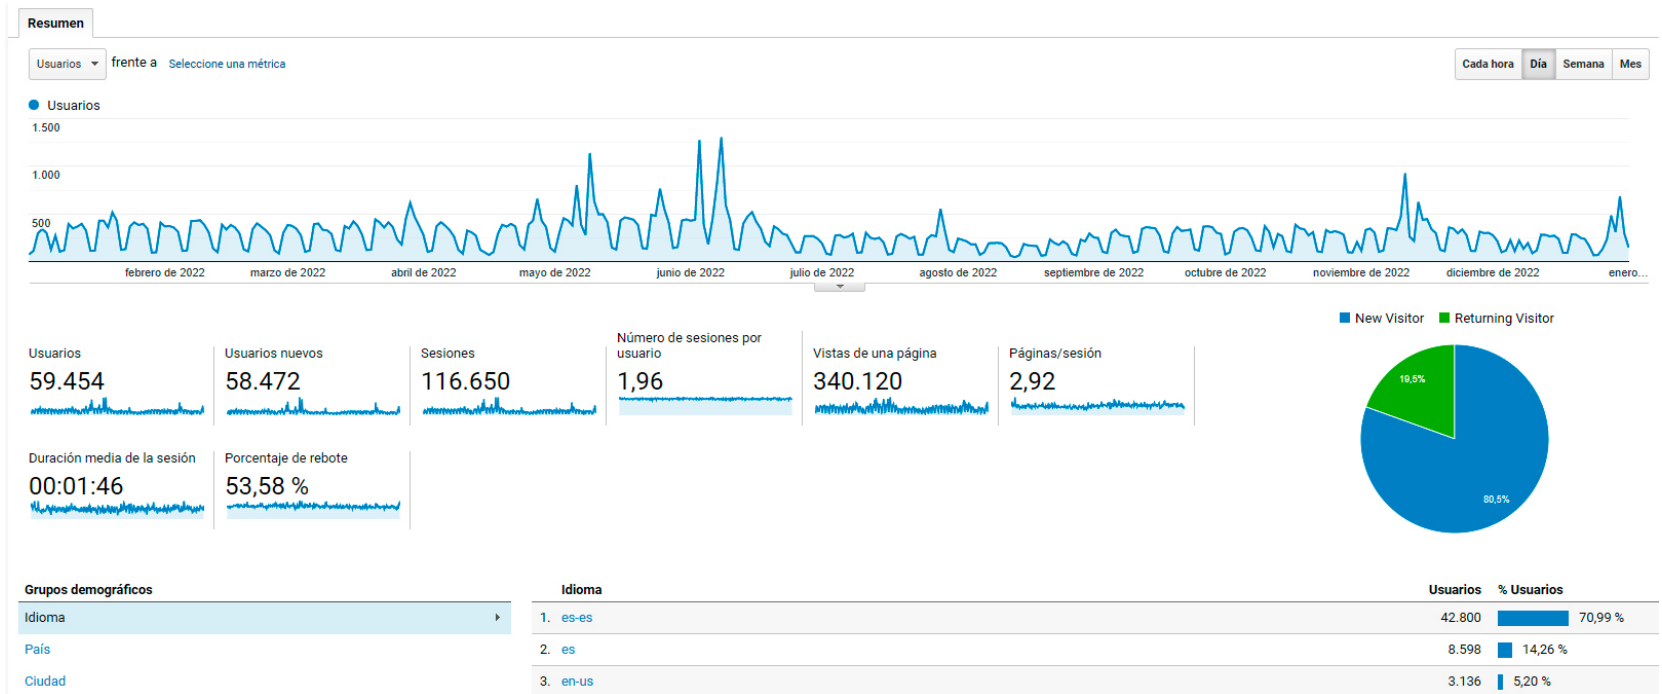 Resumen
Usuarios frente a Seleccione una métrica
Cada hora Día Semana Mes
Usuarios
1.500
1.000
500
febrero de 2022 marzo de 2022 abril de 2022 mayo de 2022 junio de 2022 julio de 2022 agosto de 2022 septiembre de 2022 octubre de 2022 noviembre de 2022 diciembre de 2022 enero...
New Visitor Returning Visitor
Usuarios
59.454
Usuarios nuevos
58.472
Sesiones
116.650
Número de sesiones por
usuario
1,96
Vistas de una página
340.120
Páginas/sesión
2,92
19,5%
80,5%
Duración media de la sesión
00:01:46
Porcentaje de rebote
53,58 %
Grupos demográficos
Idioma
País
Ciudad
Idioma Usuarios % Usuarios
1. es-es 42.800 70,99 %
2. es 8.598 14,26 %
3. en-us 3.136 5,20 %